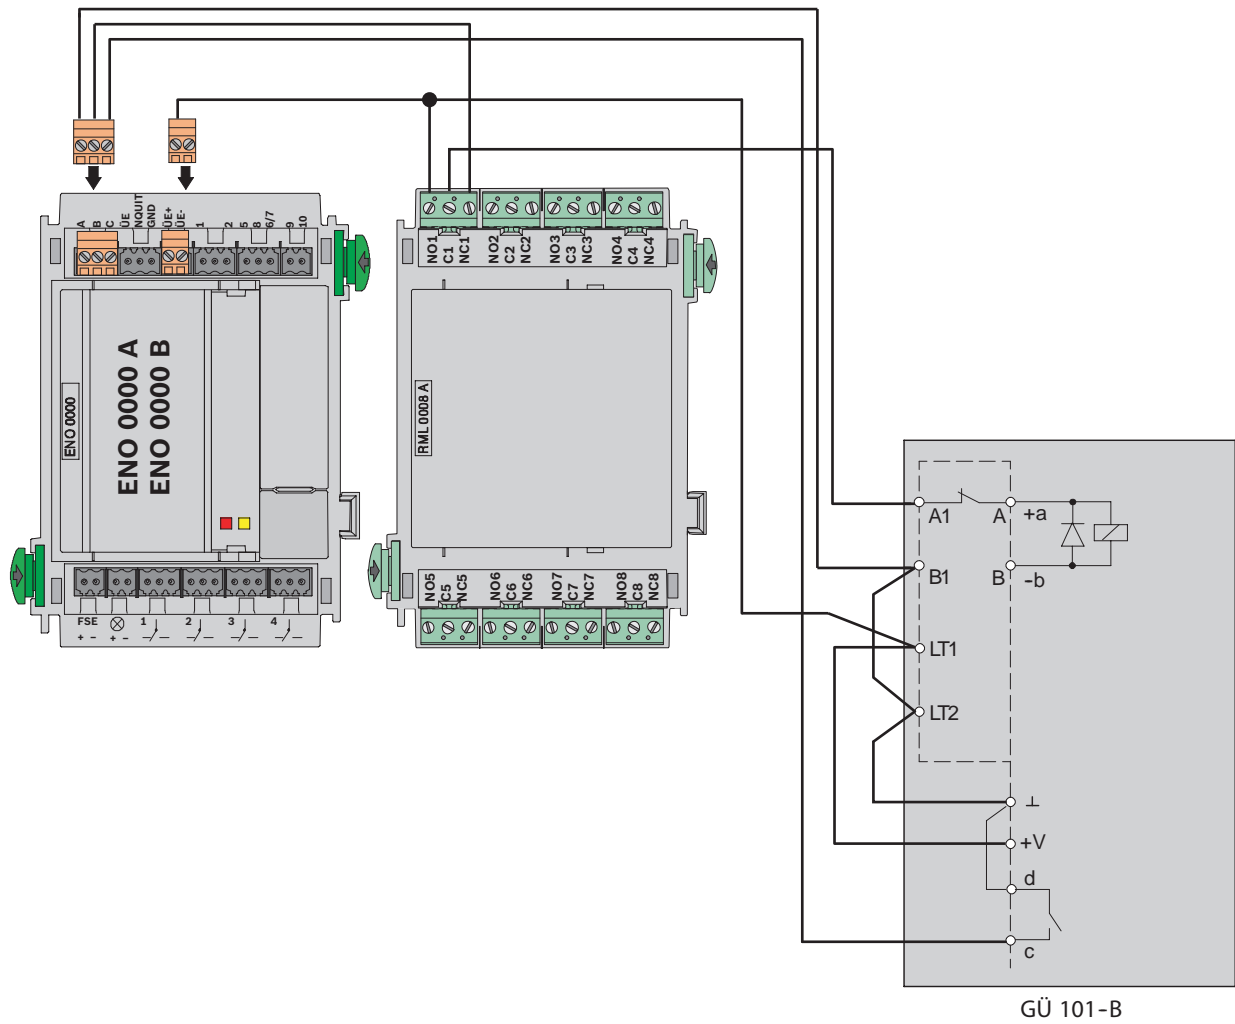 A
B
C
ÜE
NQUIT
GND
ÜE+
ÜE-
1
2
5
8
6/7
9
10
ENO 0000
ENO 0000 A
ENO 0000 B
FSE
+ -
+ -
1
2
3
4
NO1
C1
NC1
NO2
C2
NC2
NO3
C3
NC3
NO4
C4
NC4
RML 0008 A
NO5
C5
NC5
NO6
C6
NC6
NO7
C7
NC7
NO8
C8
NC8
A1
A
+a
B1
B
-b
LT1
LT2
⊥
+V
d
c
GÜ 101-B